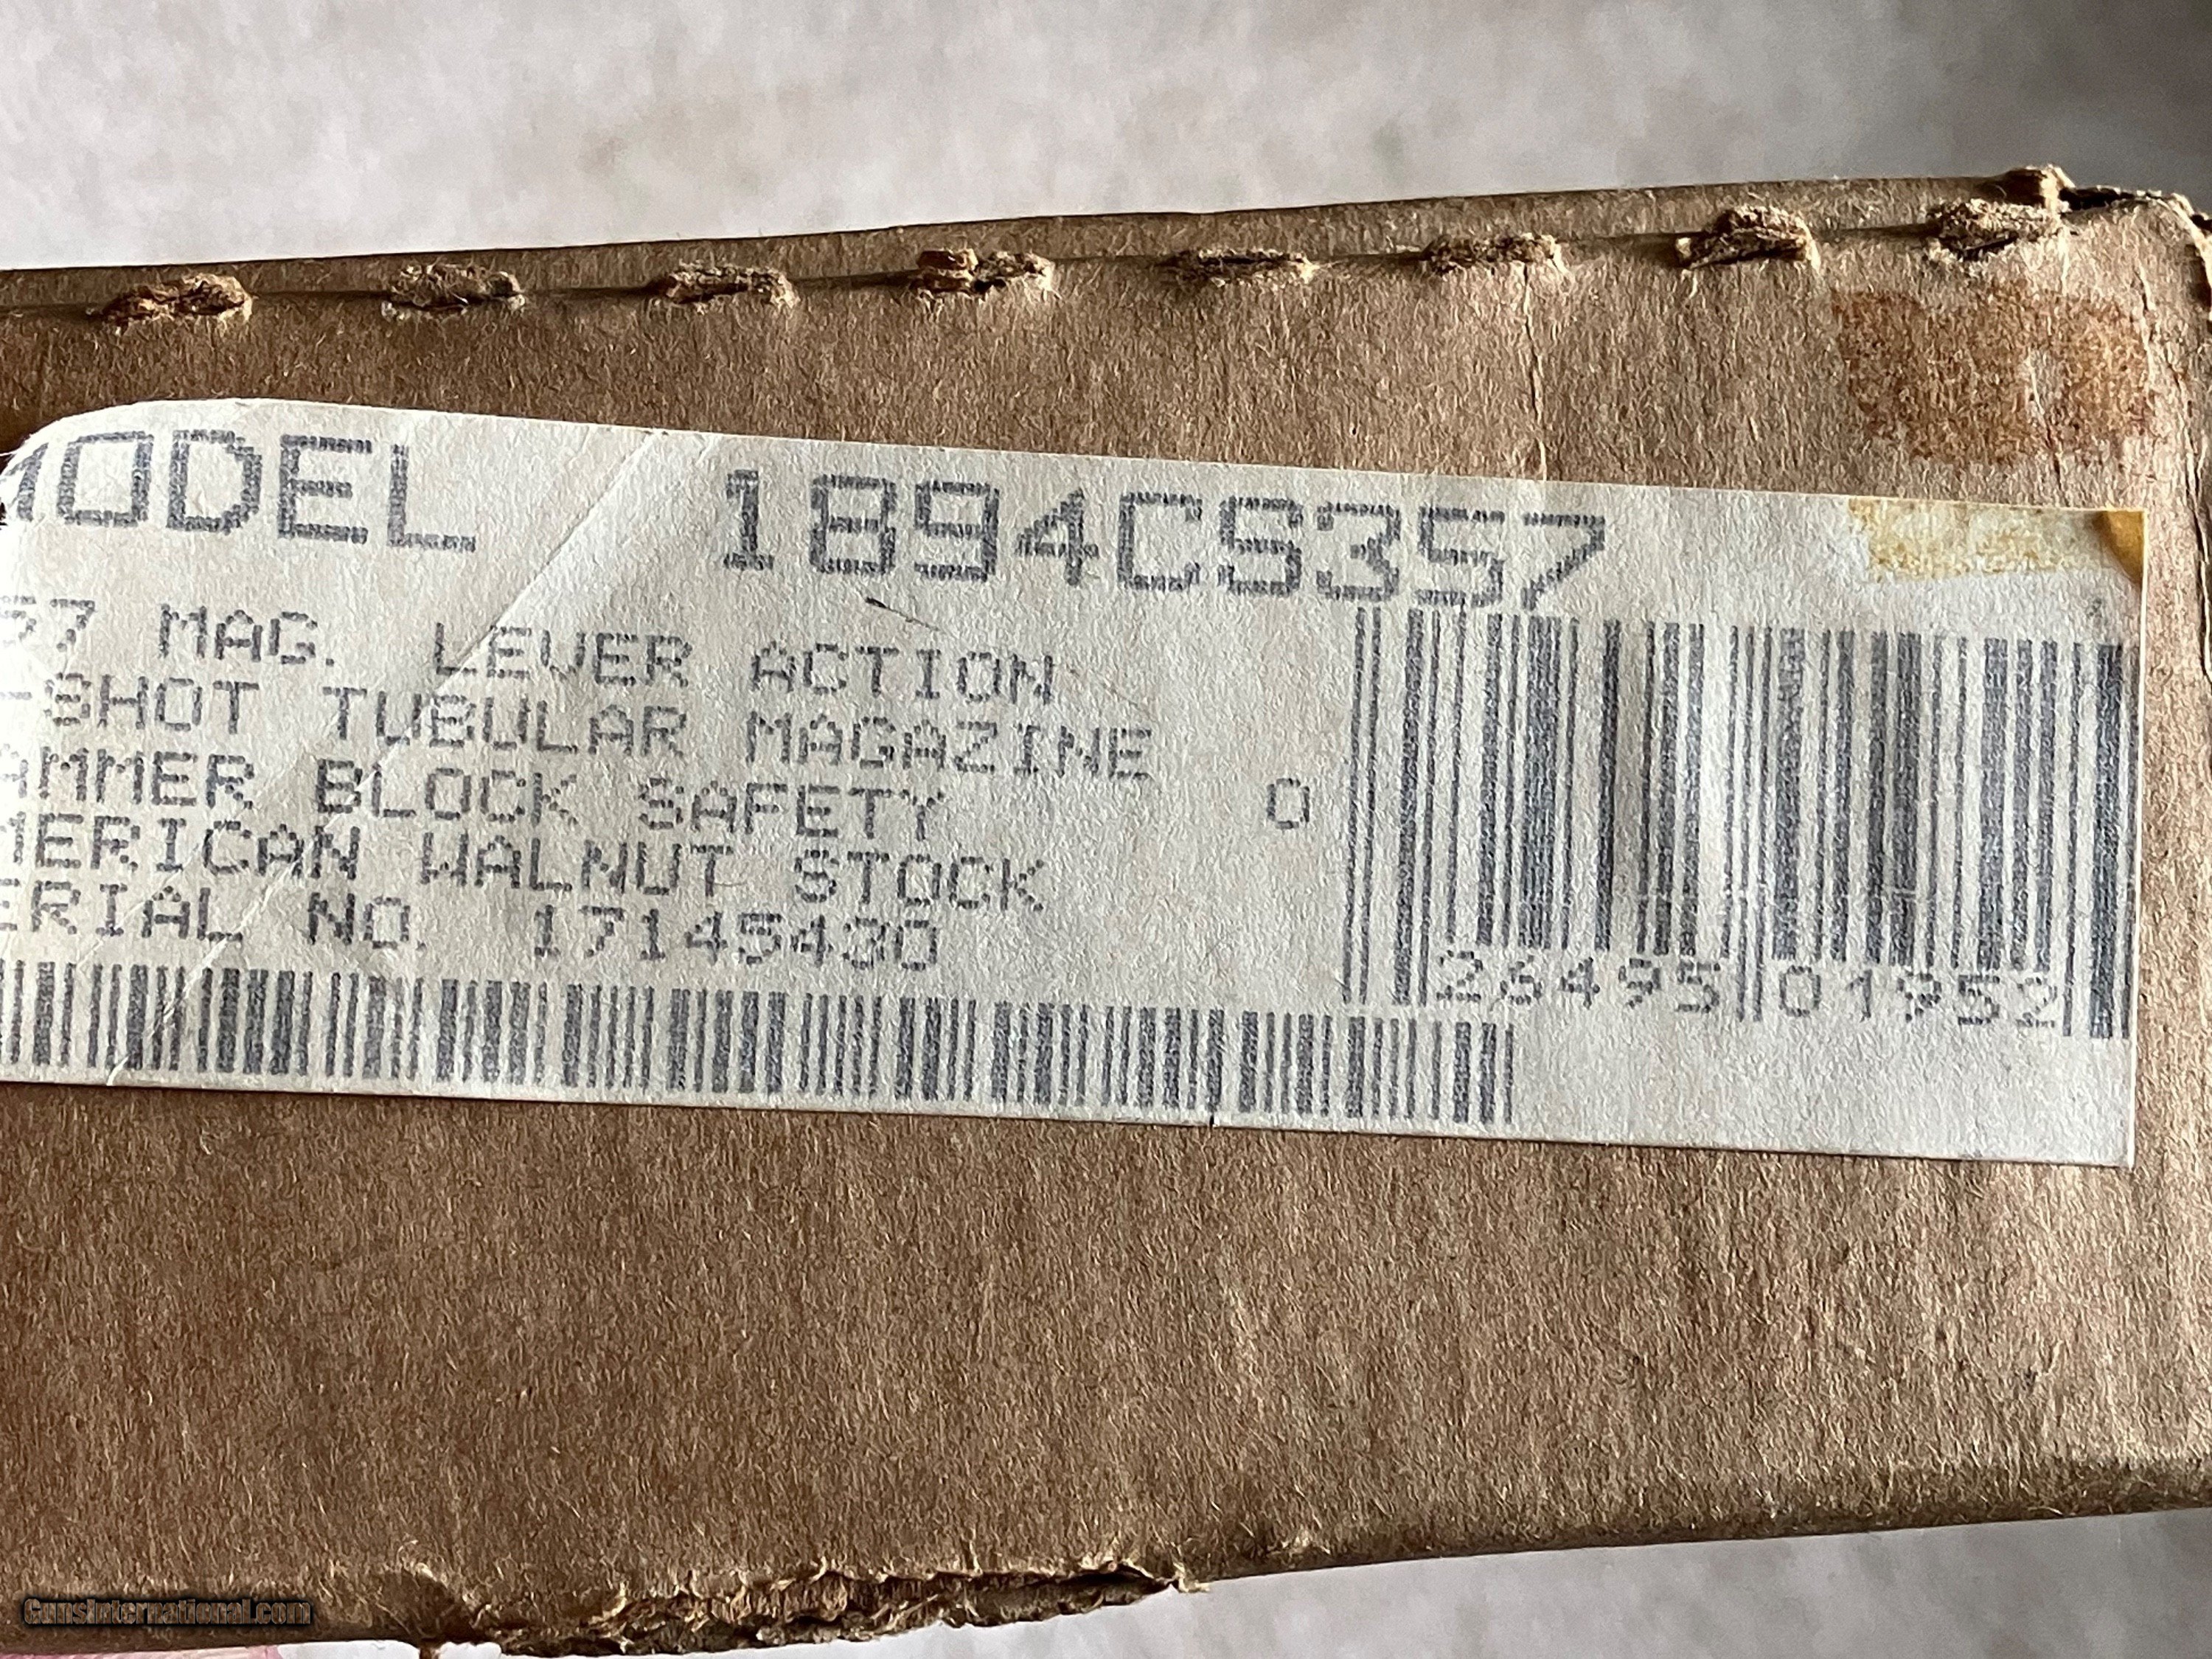 MODEL 1894CS357
57 MAG. LEVER ACTION
-SHOT TUBULAR MAGAZINE
AMMER BLOCK SAFETY
MERICAN WALNUT STOCK
ERIAL NO. 17145430
0 26495 01952
GunsInternational.com